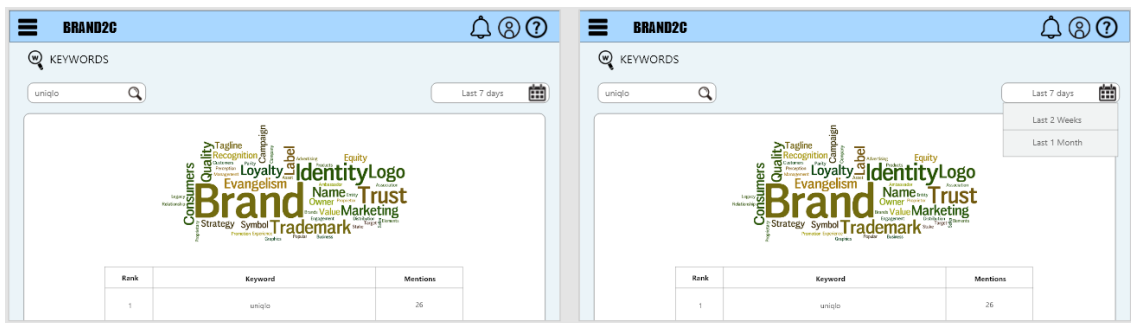 BRAND2C
?
W KEYWORDS
uniqlo
Last 7 days
Campaign
Tagline
Quality
Recognition
Label
Equity
Consumers
Loyalty
Identity
Logo
Evangelism
Brand
Name
Owner
Trust
Value
Marketing
Strategy
Symbol
Trademark
Rank Keyword Mentions
1 uniqlo 26
BRAND2C
?
W KEYWORDS
uniqlo
Last 7 days
Last 2 Weeks
Last 1 Month
Campaign
Tagline
Quality
Recognition
Label
Equity
Consumers
Loyalty
Identity
Logo
Evangelism
Brand
Name
Owner
Trust
Value
Marketing
Strategy
Symbol
Trademark
Rank Keyword Mentions
1 uniqlo 26